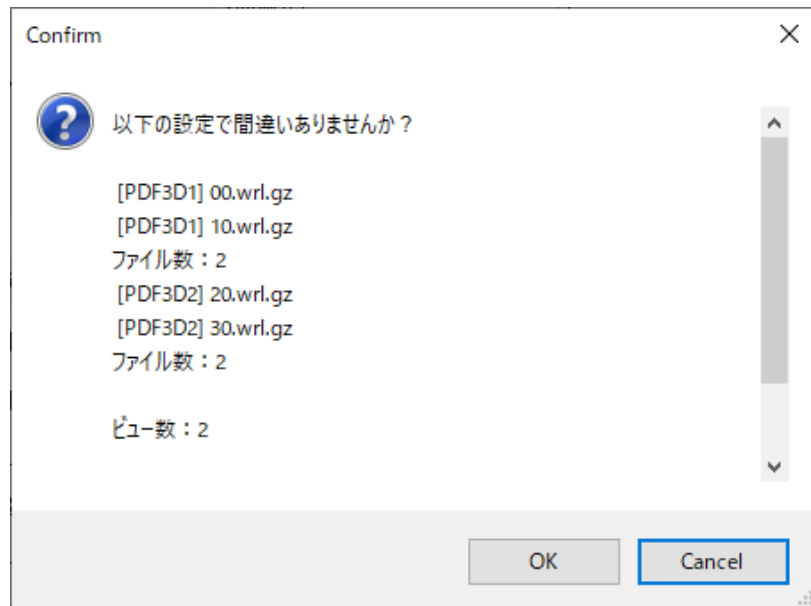 Confirm
以下の設定で間違いありませんか？
[PDF3D1] 00.wrl.gz
[PDF3D1] 10.wrl.gz
ファイル数：2
[PDF3D2] 20.wrl.gz
[PDF3D2] 30.wrl.gz
ファイル数：2
ビュー数：2
OK
Cancel